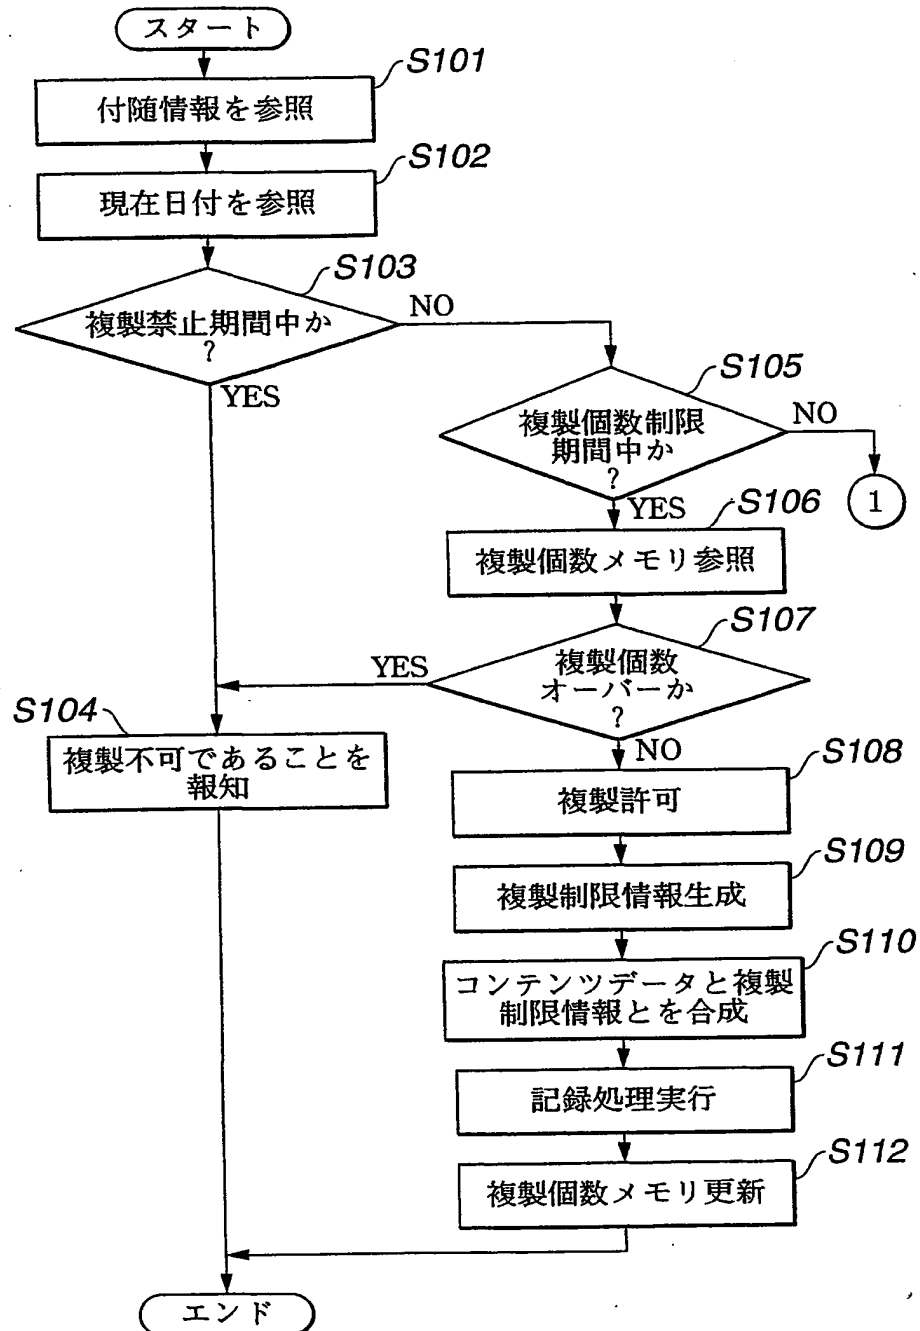 スタート
S101
付随情報を参照
S102
現在日付を参照
S103
複製禁止期間中か
?
NO
YES
S105
複製個数制限
期間中か
?
NO
1
YES
S106
複製個数メモリ参照
S107
複製個数
オーバーか
?
YES
NO
S104
複製不可であることを
報知
S108
複製許可
S109
複製制限情報生成
S110
コンテンツデータと複製
制限情報とを合成
S111
記録処理実行
S112
複製個数メモリ更新
エンド